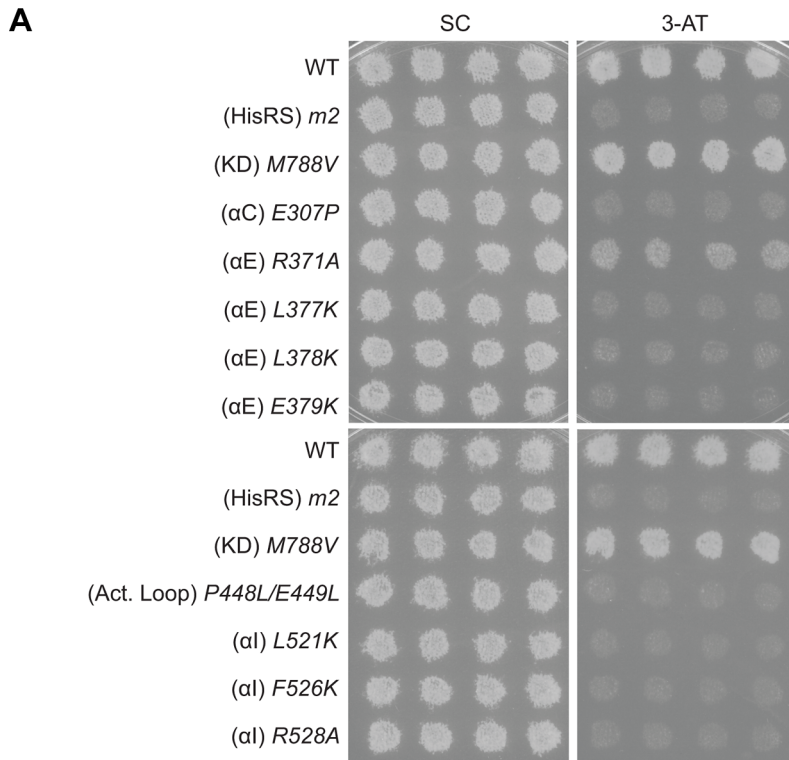 A
SC 3-AT
WT
(HisRS) m2
(KD) M788V
(αC) E307P
(αE) R371A
(αE) L377K
(αE) L378K
(αE) E379K
WT
(HisRS) m2
(KD) M788V
(Act. Loop) P448L/E449L
(αI) L521K
(αI) F526K
(αI) R528A